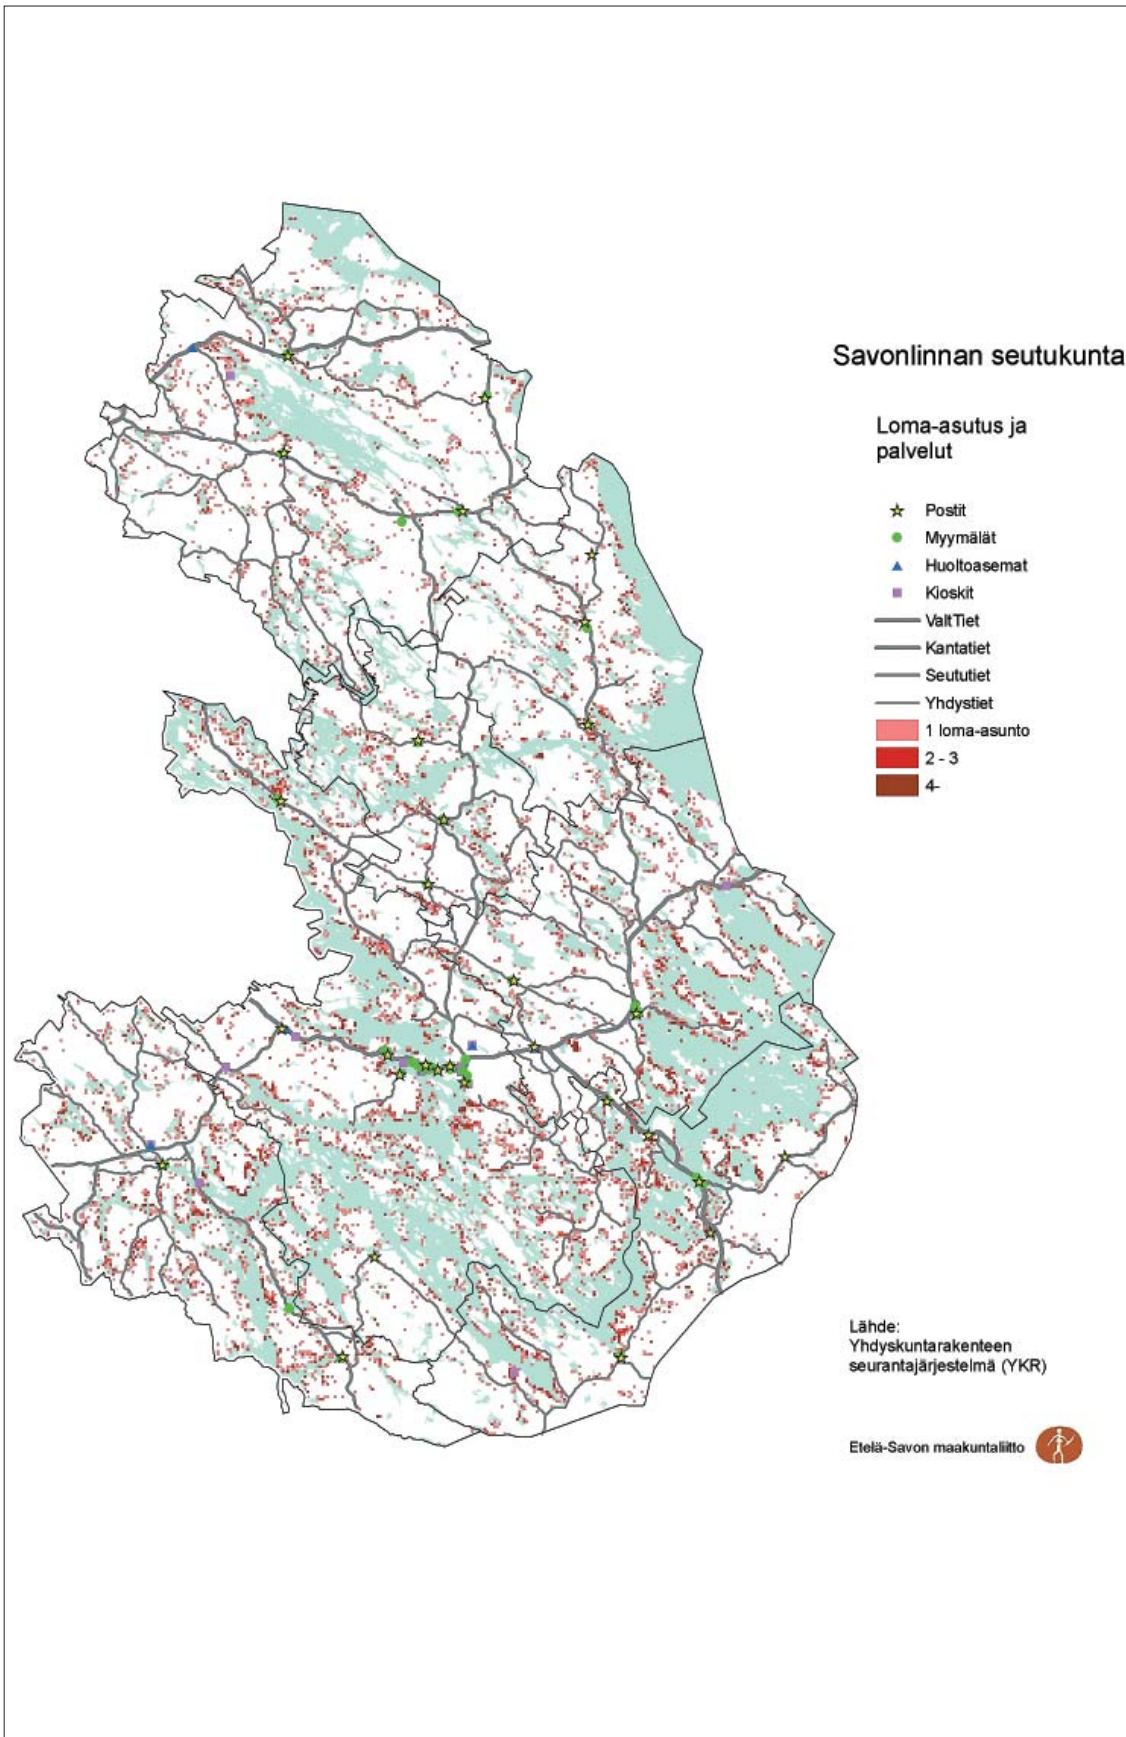 Savonlinnan seutukunta
Loma-asutus ja
palvelut
Postit
Myymälät
Huoltoasemat
Kioskit
ValtTiet
Kantatiet
Seututiet
Yhdystiet
1 loma-asunto
2 - 3
4-
Lähde:
Yhdyskuntarakenteen
seurantajärjestelmä (YKR)
Etelä-Savon maakuntaliitto